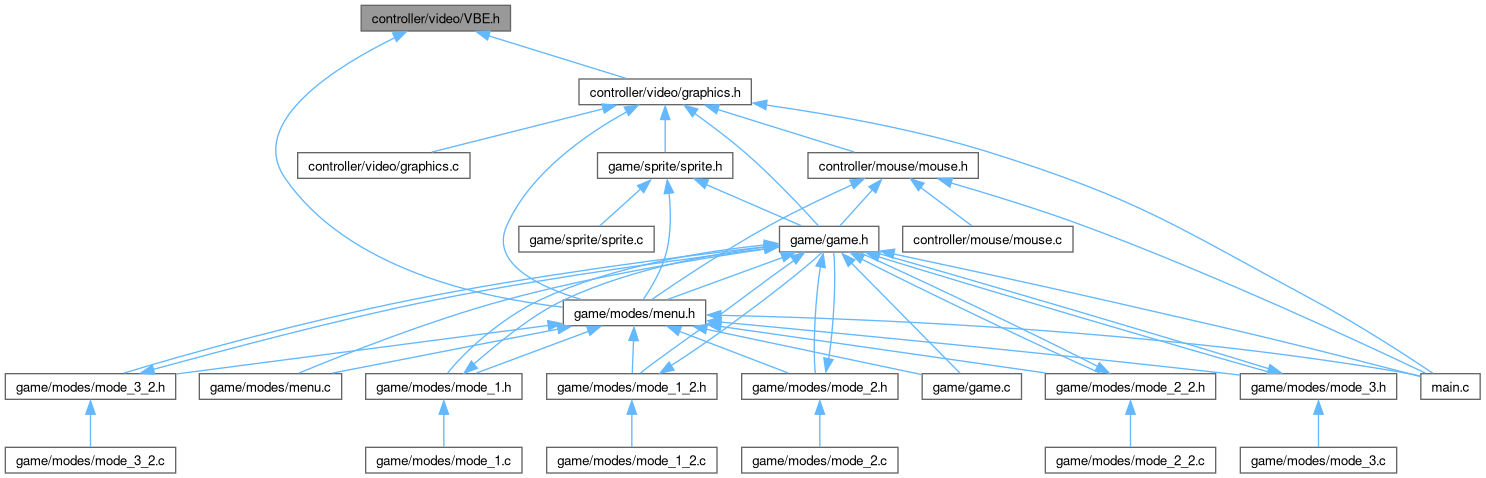 controller/video/VBE.h
controller/video/graphics.h
controller/video/graphics.c
game/sprite/sprite.h
controller/mouse/mouse.h
game/sprite/sprite.c
game/game.h
controller/mouse/mouse.c
game/modes/menu.h
game/modes/mode_3_2.h
game/modes/menu.c
game/modes/mode_1.h
game/modes/mode_1_2.h
game/modes/mode_2.h
game/game.c
game/modes/mode_2_2.h
game/modes/mode_3.h
main.c
game/modes/mode_3_2.c
game/modes/mode_1.c
game/modes/mode_1_2.c
game/modes/mode_2.c
game/modes/mode_2_2.c
game/modes/mode_3.c